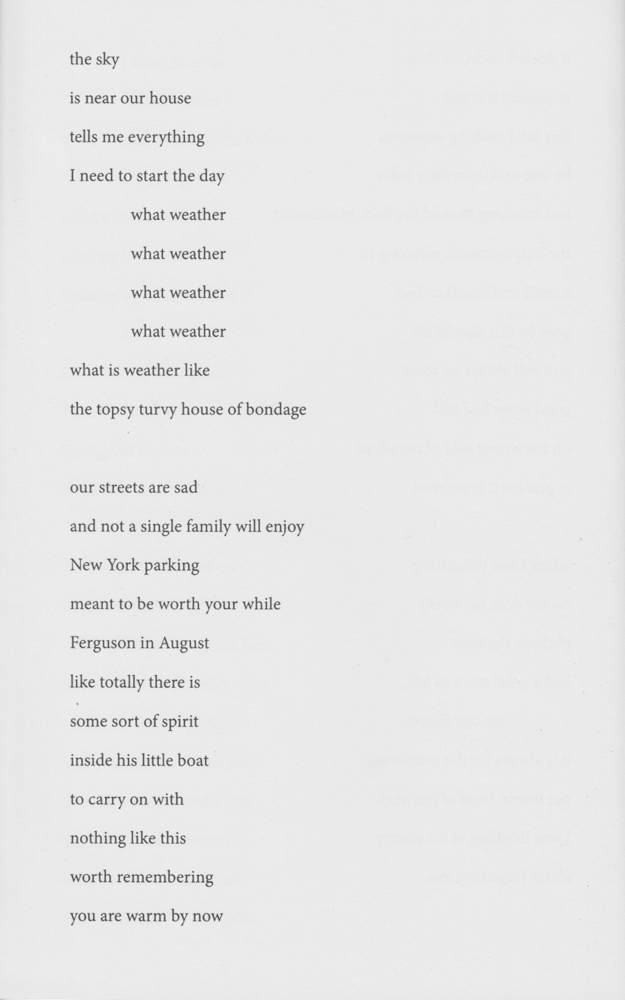 the sky
is near our house
tells me everything
I need to start the day
what weather
what weather
what weather
what weather
what is weather like
the topsy turvy house of bondage
our streets are sad
and not a single family will enjoy
New York parking
meant to be worth your while
Ferguson in August
like totally there is
some sort of spirit
inside his little boat
to carry on with
nothing like this
worth remembering
you are warm by now